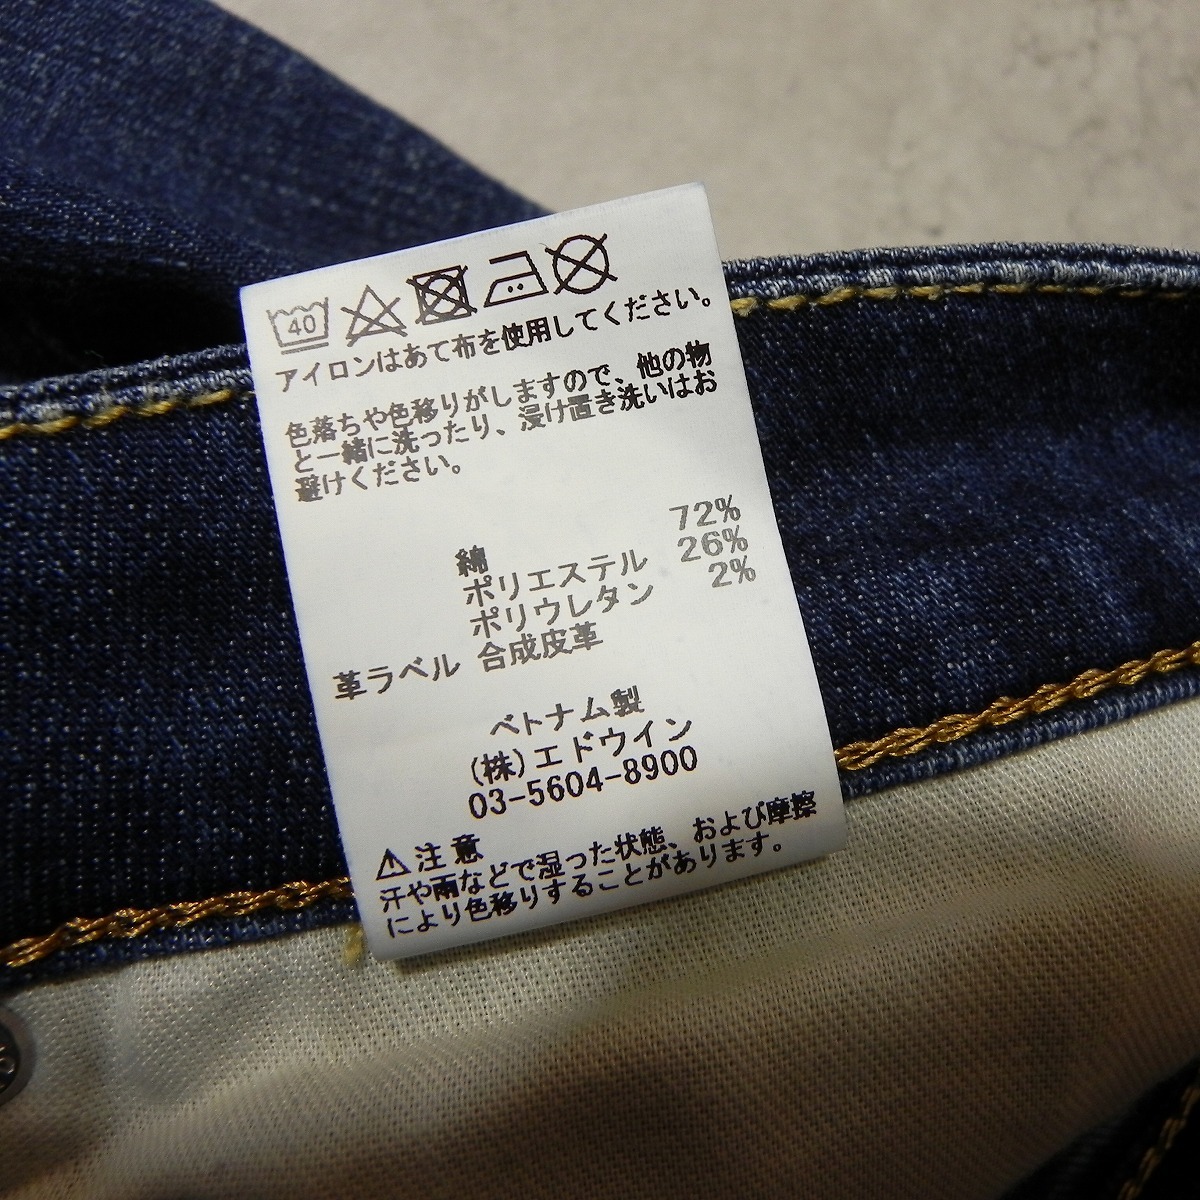 40
アイロンはあて布を使用してください。
色落ちや色移りがしますので、他の物
と一緒に洗ったり、浸け置き洗いはお
避けください。
綿 72%
ポリエステル 26%
ポリウレタン 2%
革ラベル 合成皮革
ベトナム製
(株)エドウイン
03-5604-8900
⚠注意
汗や雨などで湿った状態、および摩擦
により色移りすることがあります。